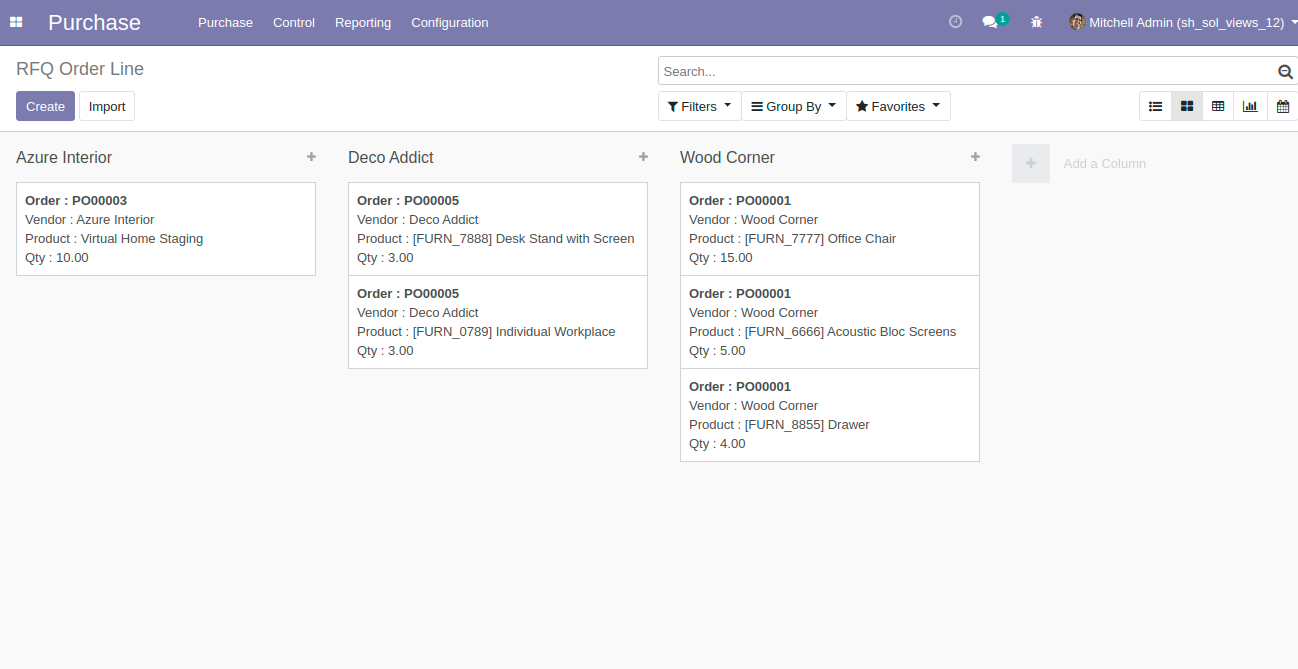 Purchase
Purchase Control Reporting Configuration
1
Mitchell Admin (sh_sol_views_12)
RFQ Order Line
Search...
Create Import
Filters Group By Favorites
Azure Interior
Order : PO00003
Vendor : Azure Interior
Product : Virtual Home Staging
Qty : 10.00
Deco Addict
Order : PO00005
Vendor : Deco Addict
Product : [FURN_7888] Desk Stand with Screen
Qty : 3.00
Order : PO00005
Vendor : Deco Addict
Product : [FURN_0789] Individual Workplace
Qty : 3.00
Wood Corner
Order : PO00001
Vendor : Wood Corner
Product : [FURN_7777] Office Chair
Qty : 15.00
Order : PO00001
Vendor : Wood Corner
Product : [FURN_6666] Acoustic Bloc Screens
Qty : 5.00
Order : PO00001
Vendor : Wood Corner
Product : [FURN_8855] Drawer
Qty : 4.00
Add a Column